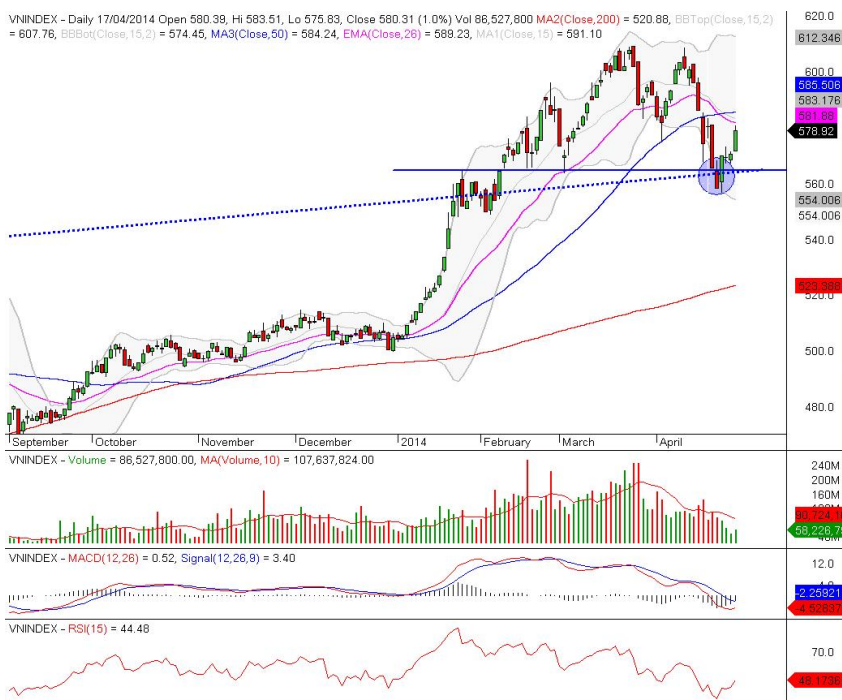 VNINDEX - Daily 17/04/2014 Open 580.39, Hi 583.51, Lo 575.83, Close 580.31 (1.0%) Vol 86,527,800 MA2(Close,200) = 520.88, BBTop(Close,15,2)
= 607.76, BBBot(Close,15,2) = 574.45, MA3(Close,50) = 584.24, EMA(Close,26) = 589.23, MA1(Close,15) = 591.10
620.0
612.346
600.0
585.506
583.176
581.88
578.92
560.0
554.006
554.006
540.0
523.388
520.0
500.0
480.0
September October November December 2014 February March April
VNINDEX - Volume = 86,527,800.00, MA(Volume,10) = 107,637,824.00
240M
200M
160M
VNINDEX - MACD(12,26) = 0.52, Signal(12,26,9) = 3.40
12.0
-2.25921
-4.52837
VNINDEX - RSI(15) = 44.48
70.0
48.1738